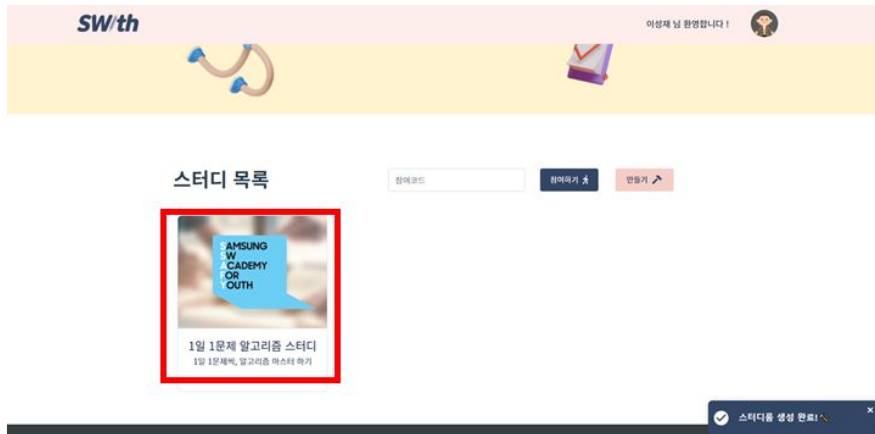 SW/th
이성재 님 환영합니다 !
스터디 목록
참여코드
참여하기
만들기
SAMSUNG
SW
ACADEMY
FOR
YOUTH
1일 1문제 알고리즘 스터디
1일 1문제씩, 알고리즘 마스터 하기
스터디룸 생성 완료!